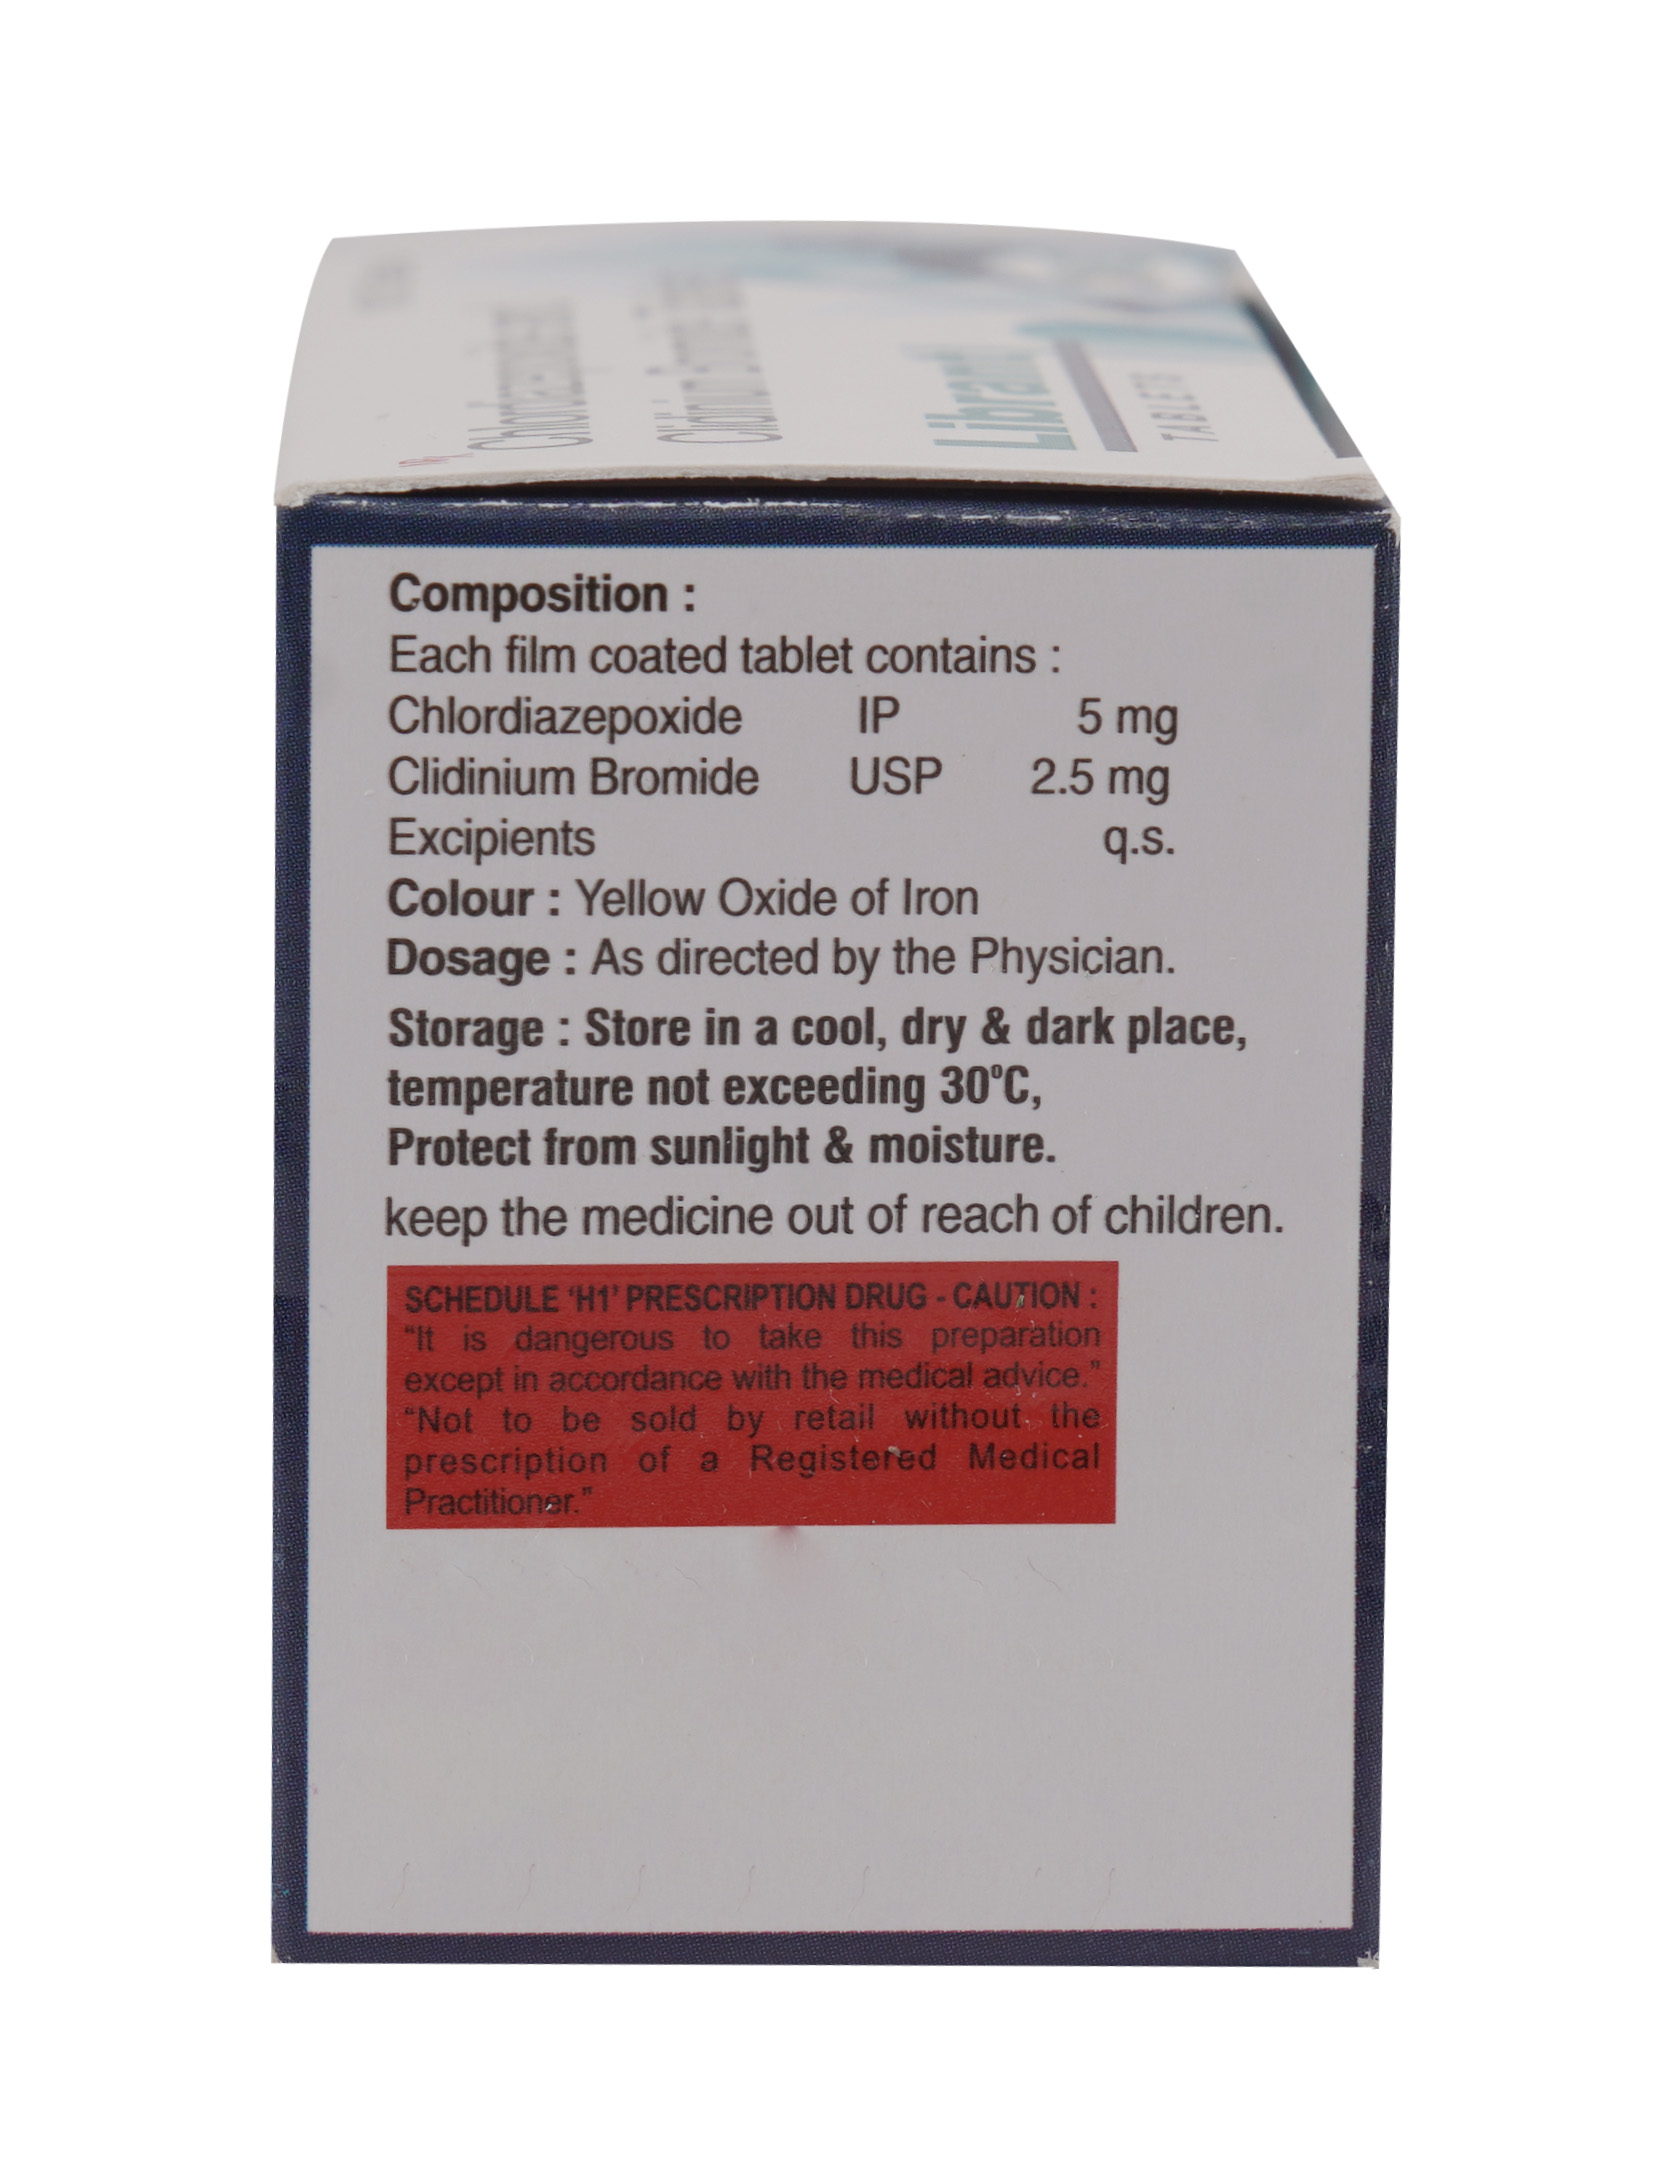 Chlordiazepoxide
Clidinium Bromide
TABLETS
Composition :
Each film coated tablet contains :
Chlordiazepoxide IP 5 mg
Clidinium Bromide USP 2.5 mg
Excipients q.s.
Colour : Yellow Oxide of Iron
Dosage : As directed by the Physician.
Storage : Store in a cool, dry & dark place,
temperature not exceeding 30°C,
Protect from sunlight & moisture.
keep the medicine out of reach of children.
SCHEDULE ‘H1’ PRESCRIPTION DRUG - CAUTION :
“It is dangerous to take this preparation
except in accordance with the medical advice.”
“Not to be sold by retail without the
prescription of a Registered Medical
Practitioner.”